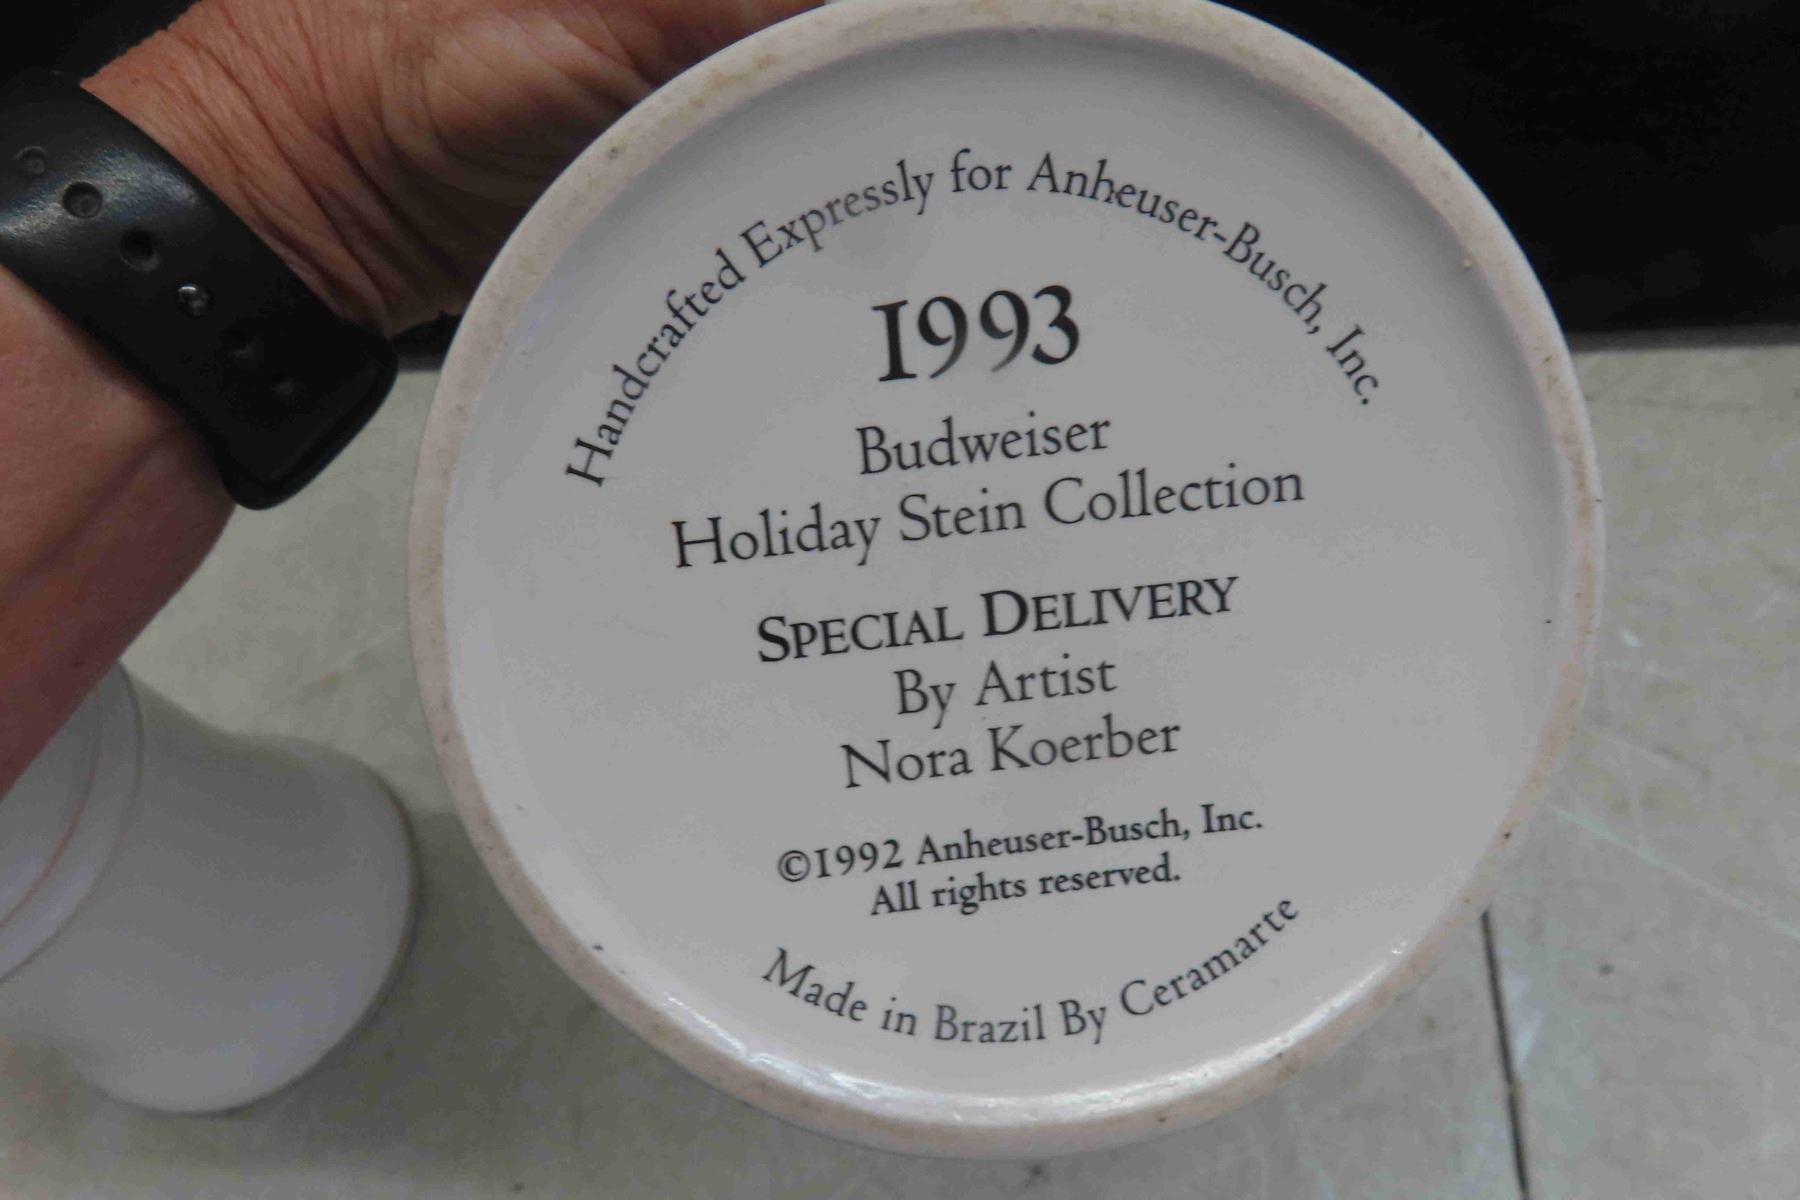 Handcrafted Expressly for Anheuser-Busch, Inc.
1993
Budweiser
Holiday Stein Collection
SPECIAL DELIVERY
By Artist
Nora Koerber
©1992 Anheuser-Busch, Inc.
All rights reserved.
Made in Brazil By Ceramarte